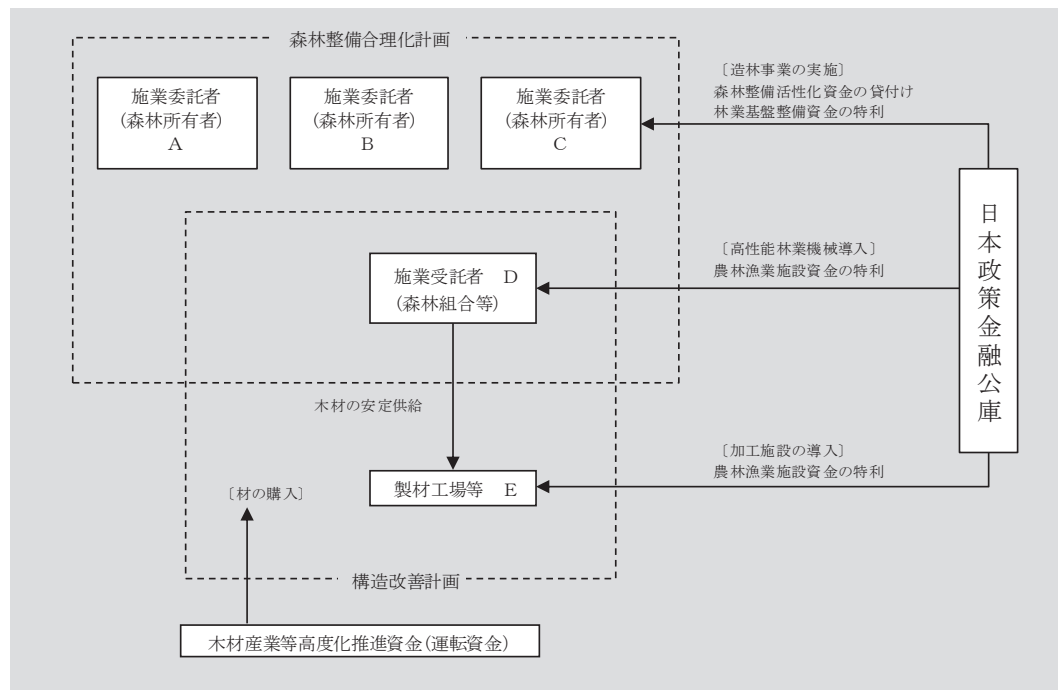 森林整備合理化計画
施業委託者
(森林所有者)
A
施業委託者
(森林所有者)
B
施業委託者
(森林所有者)
C
〔造林事業の実施〕
森林整備活性化資金の貸付け
林業基盤整備資金の特利
日本政策金融公庫
施業受託者 D
(森林組合等)
〔高性能林業機械導入〕
農林漁業施設資金の特利
木材の安定供給
〔加工施設の導入〕
農林漁業施設資金の特利
製材工場等 E
〔材の購入〕
構造改善計画
木材産業等高度化推進資金(運転資金)